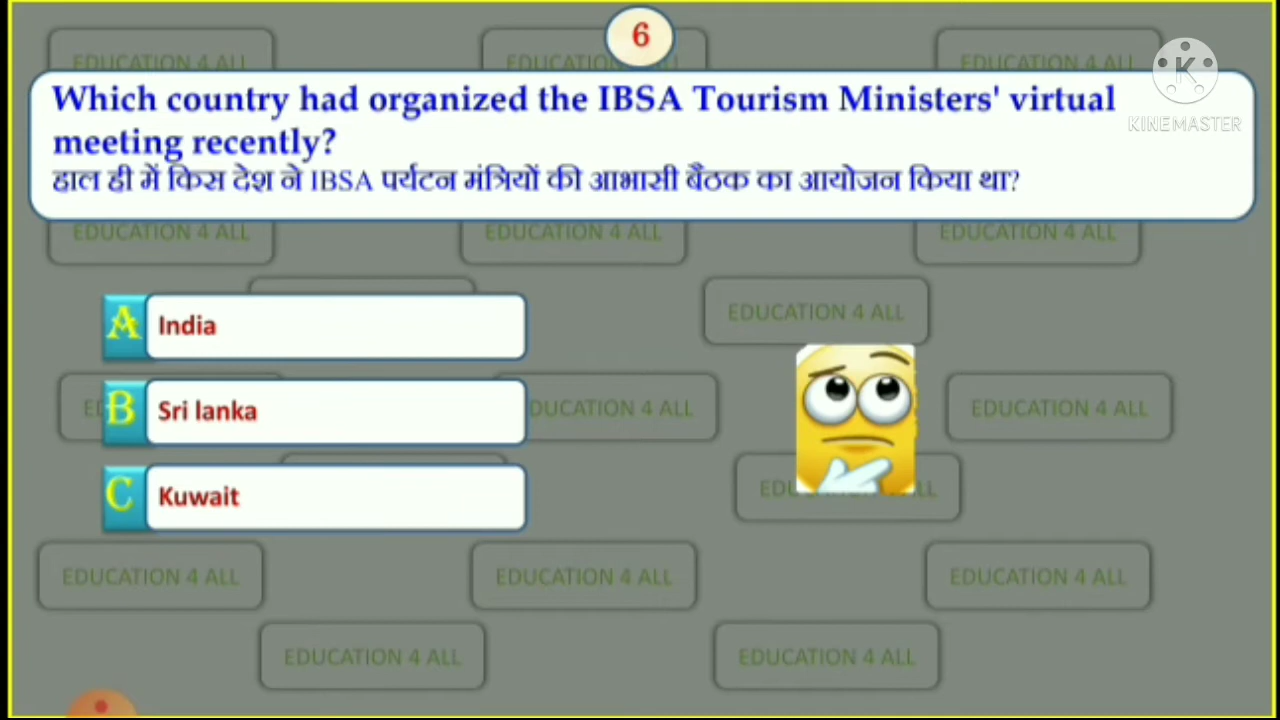 6
EDUCATION 4 ALL
EDUCATION ALL
EDUCATION 4 ALL
KINEMASTER
Which country had organized the IBSA Tourism Ministers' virtual
meeting recently?
हाल ही में किस देश ने IBSA पर्यटन मंत्रियों की आभासी बैठक का आयोजन किया था?
EDUCATION 4 ALL
EDUCATION 4 ALL
EDUCATION 4 ALL
A India
EDUCATION 4 ALL
B Sri lanka
DUCATION 4 ALL
EDUCATION 4 ALL
C Kuwait
EDUCATION 4 ALL
EDUCATION 4 ALL
EDUCATION 4 ALL
EDUCATION 4 ALL
EDUCATION 4 ALL